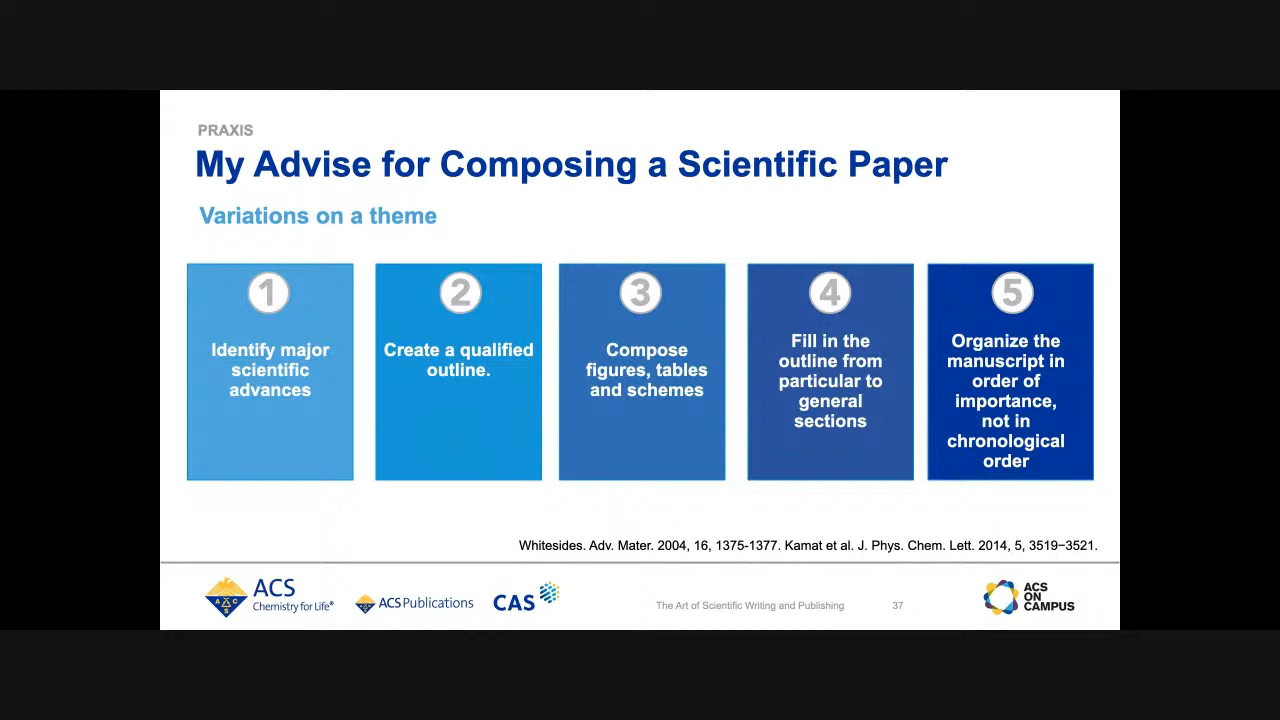 PRAXIS
My Advise for Composing a Scientific Paper
Variations on a theme
1
Identify major
scientific
advances
2
Create a qualified
outline.
3
Compose
figures, tables
and schemes
4
Fill in the
outline from
particular to
general
sections
5
Organize the
manuscript in
order of
importance,
not in
chronological
order
Whitesides. Adv. Mater. 2004, 16, 1375-1377. Kamat et al. J. Phys. Chem. Lett. 2014, 5, 3519−3521.
ACS
Chemistry for Life®
ACS Publications
CAS
The Art of Scientific Writing and Publishing
37
ACS
ON
CAMPUS